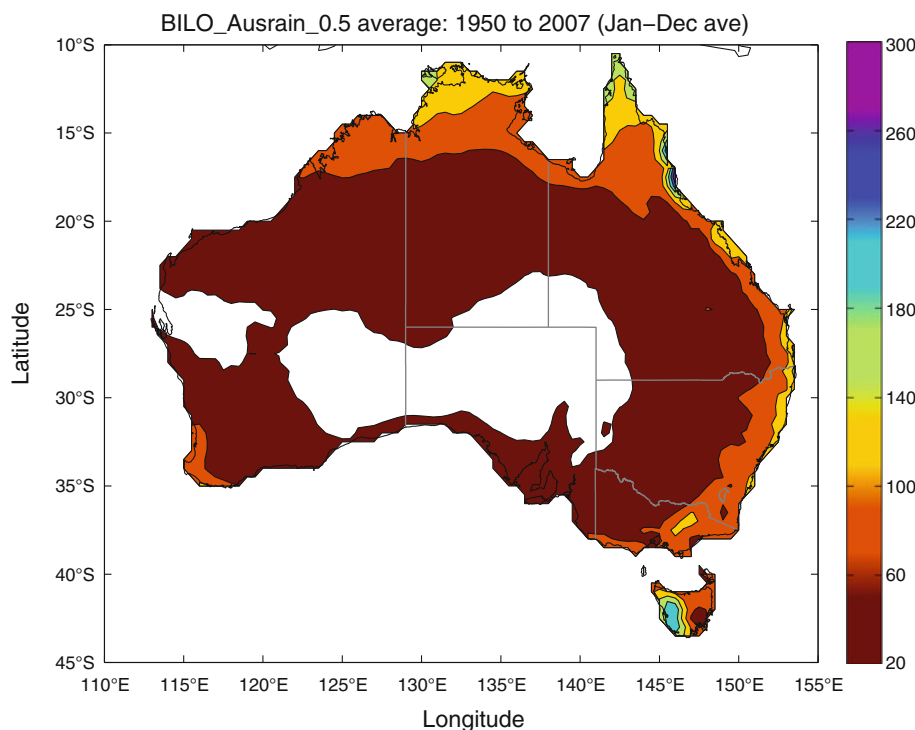 BILO_Ausrain_0.5 average: 1950 to 2007 (Jan−Dec ave)
10°S
15°S
20°S
25°S
30°S
35°S
40°S
45°S
Latitude
110°E 115°E 120°E 125°E 130°E 135°E 140°E 145°E 150°E 155°E
Longitude
300
260
220
180
140
100
60
20